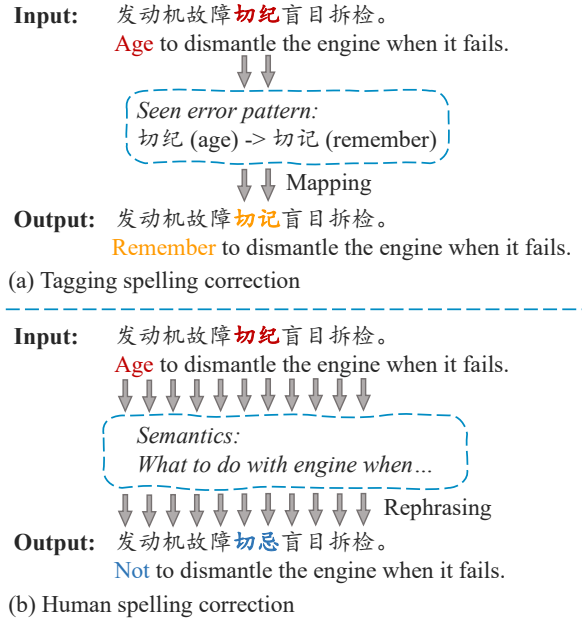 Input: 发动机故障切纪盲目拆检。
Age to dismantle the engine when it fails.
Seen error pattern:
切纪 (age) -> 切记 (remember)
Mapping
Output: 发动机故障切记盲目拆检。
Remember to dismantle the engine when it fails.
(a) Tagging spelling correction
Input: 发动机故障切纪盲目拆检。
Age to dismantle the engine when it fails.
Semantics:
What to do with engine when…
Rephrasing
Output: 发动机故障切忌盲目拆检。
Not to dismantle the engine when it fails.
(b) Human spelling correction